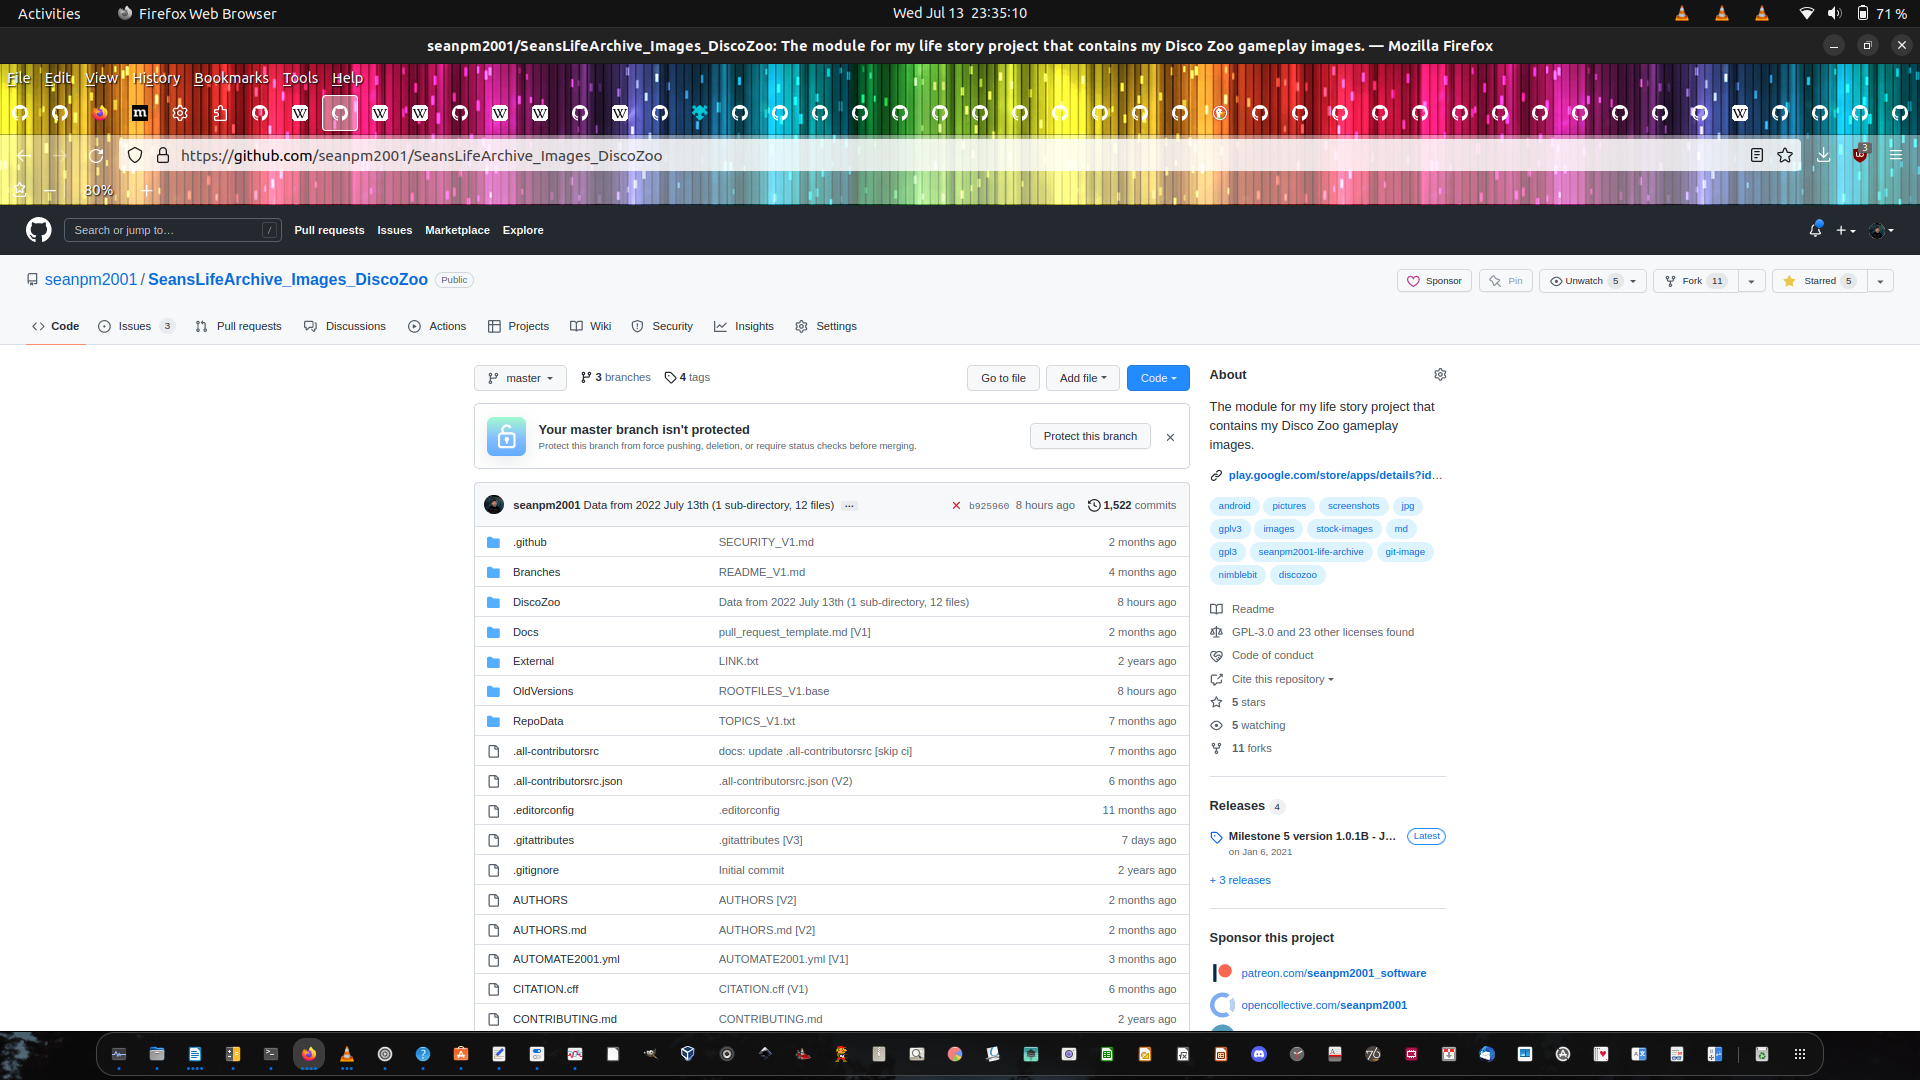 Activities Firefox Web Browser Wed Jul 13 23:35:10 71 %
seanpm2001/SeansLifeArchive_Images_DiscoZoo: The module for my life story project that contains my Disco Zoo gameplay images. — Mozilla Firefox
File Edit View History Bookmarks Tools Help
https://github.com/seanpm2001/SeansLifeArchive_Images_DiscoZoo 3
80%
Search or jump to… / Pull requests Issues Marketplace Explore
seanpm2001 / SeansLifeArchive_Images_DiscoZoo Public Sponsor Pin Unwatch 5 Fork 11 Starred 5
Code Issues 3 Pull requests Discussions Actions Projects Wiki Security Insights Settings
master 3 branches 4 tags Go to file Add file Code
Your master branch isn't protected
Protect this branch from force pushing, deletion, or require status checks before merging.
Protect this branch
seanpm2001 Data from 2022 July 13th (1 sub-directory, 12 files) … b925960 8 hours ago 1,522 commits
.github SECURITY_V1.md 2 months ago
Branches README_V1.md 4 months ago
DiscoZoo Data from 2022 July 13th (1 sub-directory, 12 files) 8 hours ago
Docs pull_request_template.md [V1] 2 months ago
External LINK.txt 2 years ago
OldVersions ROOTFILES_V1.base 8 hours ago
RepoData TOPICS_V1.txt 7 months ago
.all-contributorsrc docs: update .all-contributorsrc [skip ci] 7 months ago
.all-contributorsrc.json .all-contributorsrc.json (V2) 6 months ago
.editorconfig .editorconfig 11 months ago
.gitattributes .gitattributes [V3] 7 days ago
.gitignore Initial commit 2 years ago
AUTHORS AUTHORS [V2] 2 months ago
AUTHORS.md AUTHORS.md [V2] 2 months ago
AUTOMATE2001.yml AUTOMATE2001.yml [V1] 3 months ago
CITATION.cff CITATION.cff (V1) 6 months ago
CONTRIBUTING.md CONTRIBUTING.md 2 years ago
About
The module for my life story project that
contains my Disco Zoo gameplay
images.
play.google.com/store/apps/details?id…
android pictures screenshots jpg
gplv3 images stock-images md
gpl3 seanpm2001-life-archive git-image
nimblebit discozoo
Readme
GPL-3.0 and 23 other licenses found
Code of conduct
Cite this repository
5 stars
5 watching
11 forks
Releases 4
Milestone 5 version 1.0.1B - J… Latest
on Jan 6, 2021
+ 3 releases
Sponsor this project
patreon.com/seanpm2001_software
opencollective.com/seanpm2001